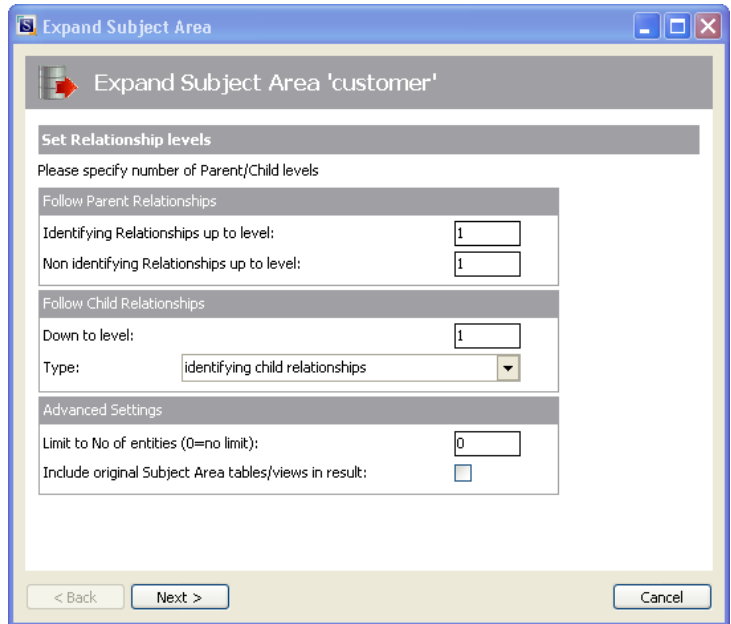 S Expand Subject Area
Expand Subject Area 'customer'
Set Relationship levels
Please specify number of Parent/Child levels
Follow Parent Relationships
Identifying Relationships up to level: 1
Non identifying Relationships up to level: 1
Follow Child Relationships
Down to level: 1
Type: identifying child relationships
Advanced Settings
Limit to No of entities (0=no limit): 0
Include original Subject Area tables/views in result:
< Back Next > Cancel